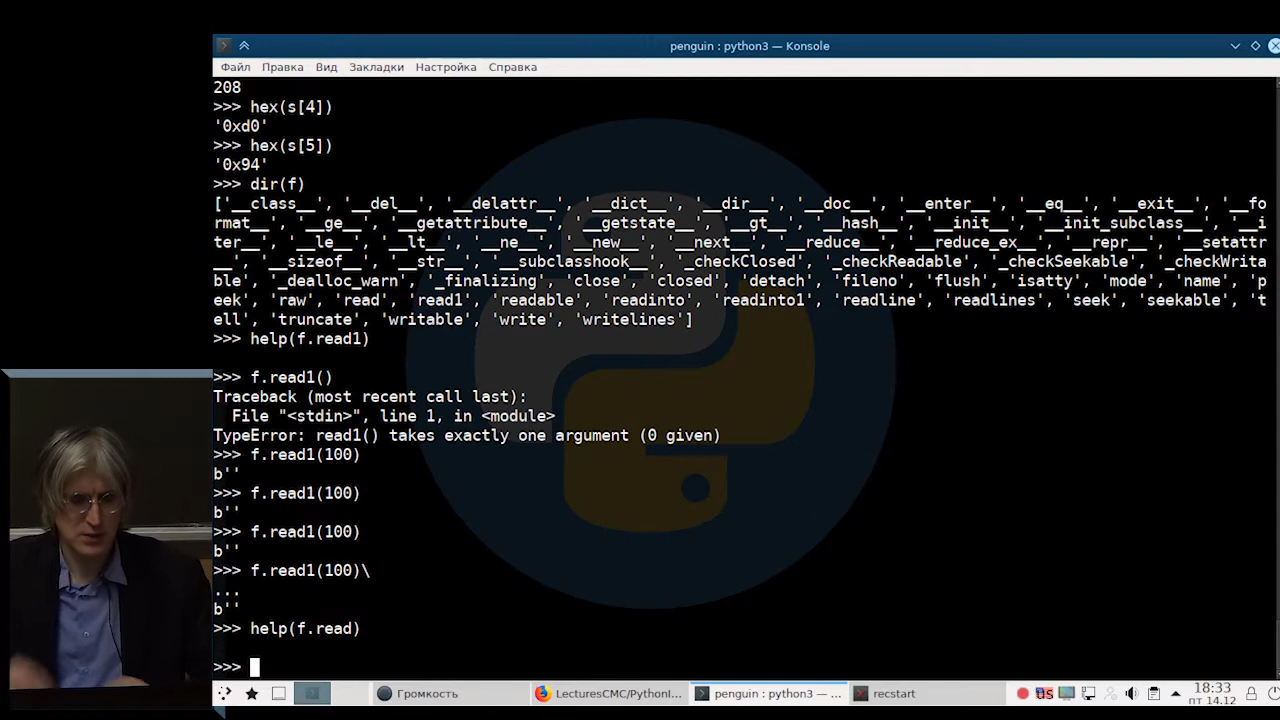 penguin : python3 — Konsole
Файл Правка Вид Закладки Настройка Справка
208
>>> hex(s[4])
'0xd0'
>>> hex(s[5])
'0x94'
>>> dir(f)
['__class__', '__del__', '__delattr__', '__dict__', '__dir__', '__doc__', '__enter__', '__eq__', '__exit__', '__fo
rmat__', '__ge__', '__getattribute__', '__getstate__', '__gt__', '__hash__', '__init__', '__init_subclass__', '__i
ter__', '__le__', '__lt__', '__ne__', '__new__', '__next__', '__reduce__', '__reduce_ex__', '__repr__', '__setattr
__', '__sizeof__', '__str__', '__subclasshook__', '_checkClosed', '_checkReadable', '_checkSeekable', '_checkWrita
ble', '_dealloc_warn', '_finalizing', 'close', 'closed', 'detach', 'fileno', 'flush', 'isatty', 'mode', 'name', 'p
eek', 'raw', 'read', 'read1', 'readable', 'readinto', 'readinto1', 'readline', 'readlines', 'seek', 'seekable', 't
ell', 'truncate', 'writable', 'write', 'writelines']
>>> help(f.read1)
>>> f.read1()
Traceback (most recent call last):
File "<stdin>", line 1, in <module>
TypeError: read1() takes exactly one argument (0 given)
>>> f.read1(100)
b''
>>> f.read1(100)
b''
>>> f.read1(100)
b''
>>> f.read1(100)\
...
b''
>>> help(f.read)
>>>
Громкость LecturesCMC/PythonI... penguin : python3 — ... recstart us 18:33
пт 14.12